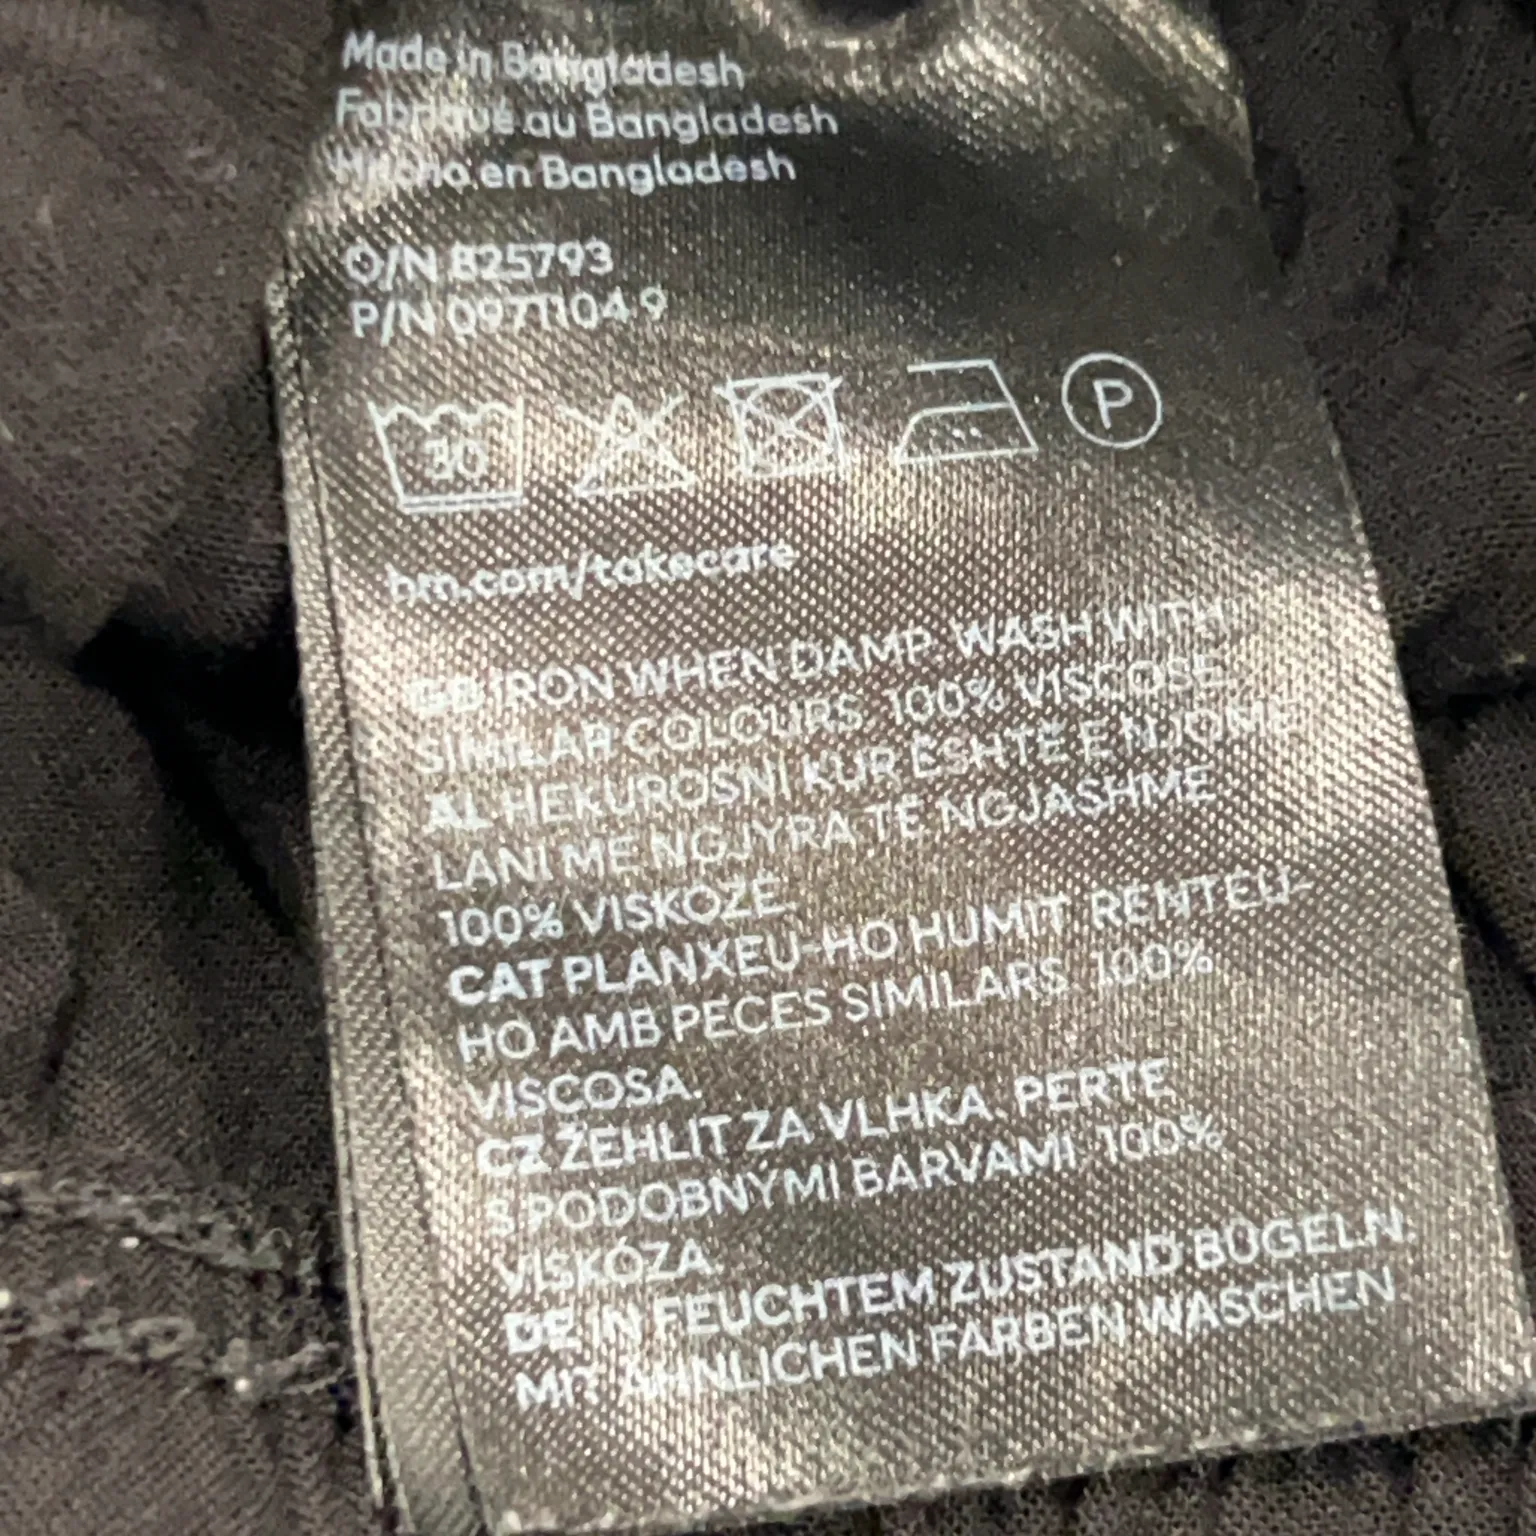 Made in Bangladesh
Fabriqué au Bangladesh
Hecho en Bangladesh
O/N 825793
P/N 0971104 9
30
P
hm.com/takecare
GB IRON WHEN DAMP. WASH WITH
SIMILAR COLOURS. 100% VISCOSE
AL HEKUROSNI KUR ËSHTË E NJOMË
LANI ME NGJYRA TË NGJASHME
100% VISKOZË
CAT PLANXEU-HO HUMIT. RENTEU-
HO AMB PECES SIMILARS. 100%
VISCOSA.
CZ ŽEHLIT ZA VLHKA. PERTE
S PODOBNÝMI BARVAMI. 100%
VISKÓZA
DE IN FEUCHTEM ZUSTAND BÜGELN.
MIT ÄHNLICHEN FARBEN WASCHEN